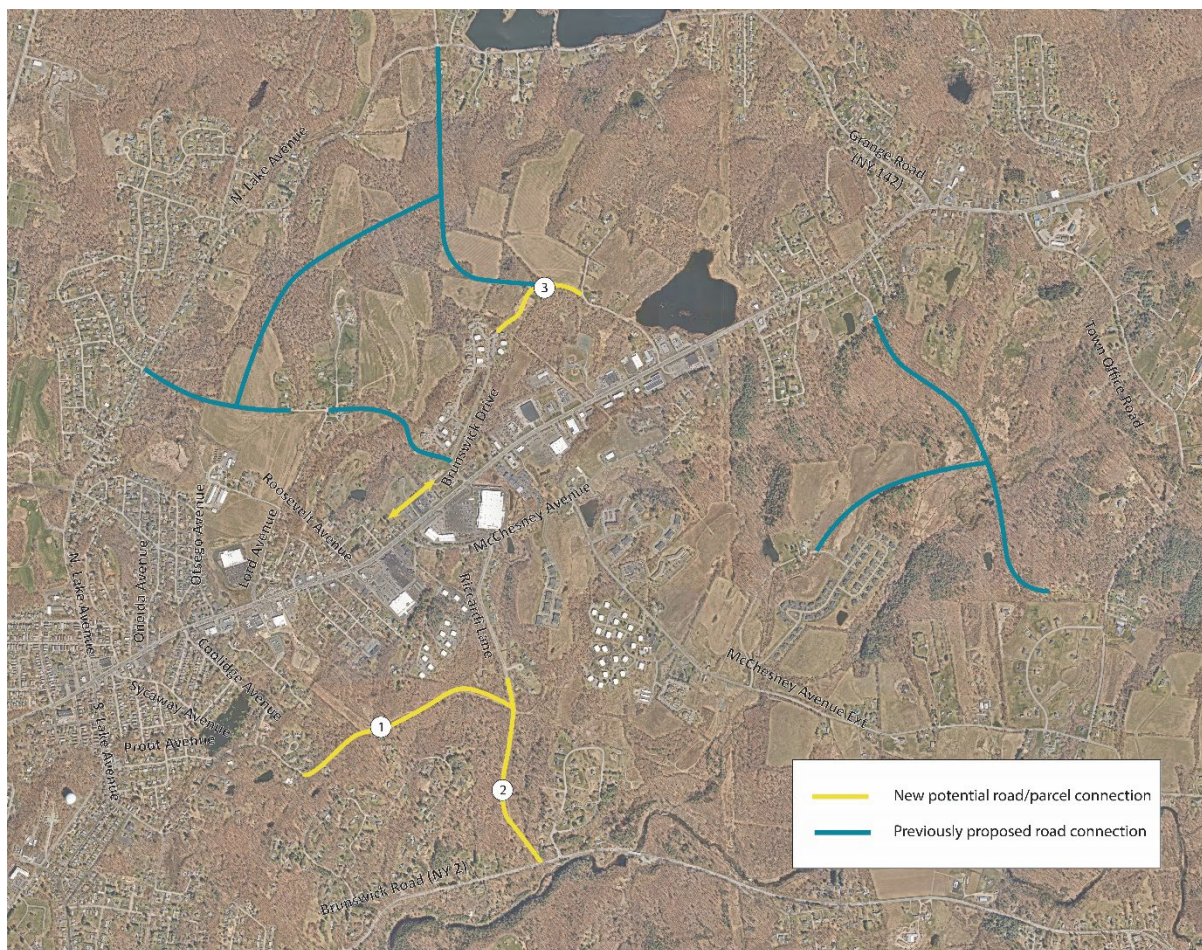 N. Lake Avenue
Grange Road
(NY 142)
3
Town Office Road
Brunswick Drive
Roosevelt Avenue
McChesney Avenue
Otsego Avenue
Lord Avenue
Oneida Avenue
N. Lake Avenue
Riccardi Lane
Coolidge Avenue
McChesney Avenue Ext.
Sycaway Avenue
S. Lake Avenue
Prout Avenue
1
2
New potential road/parcel connection
Previously proposed road connection
Brunswick Road (NY 2)